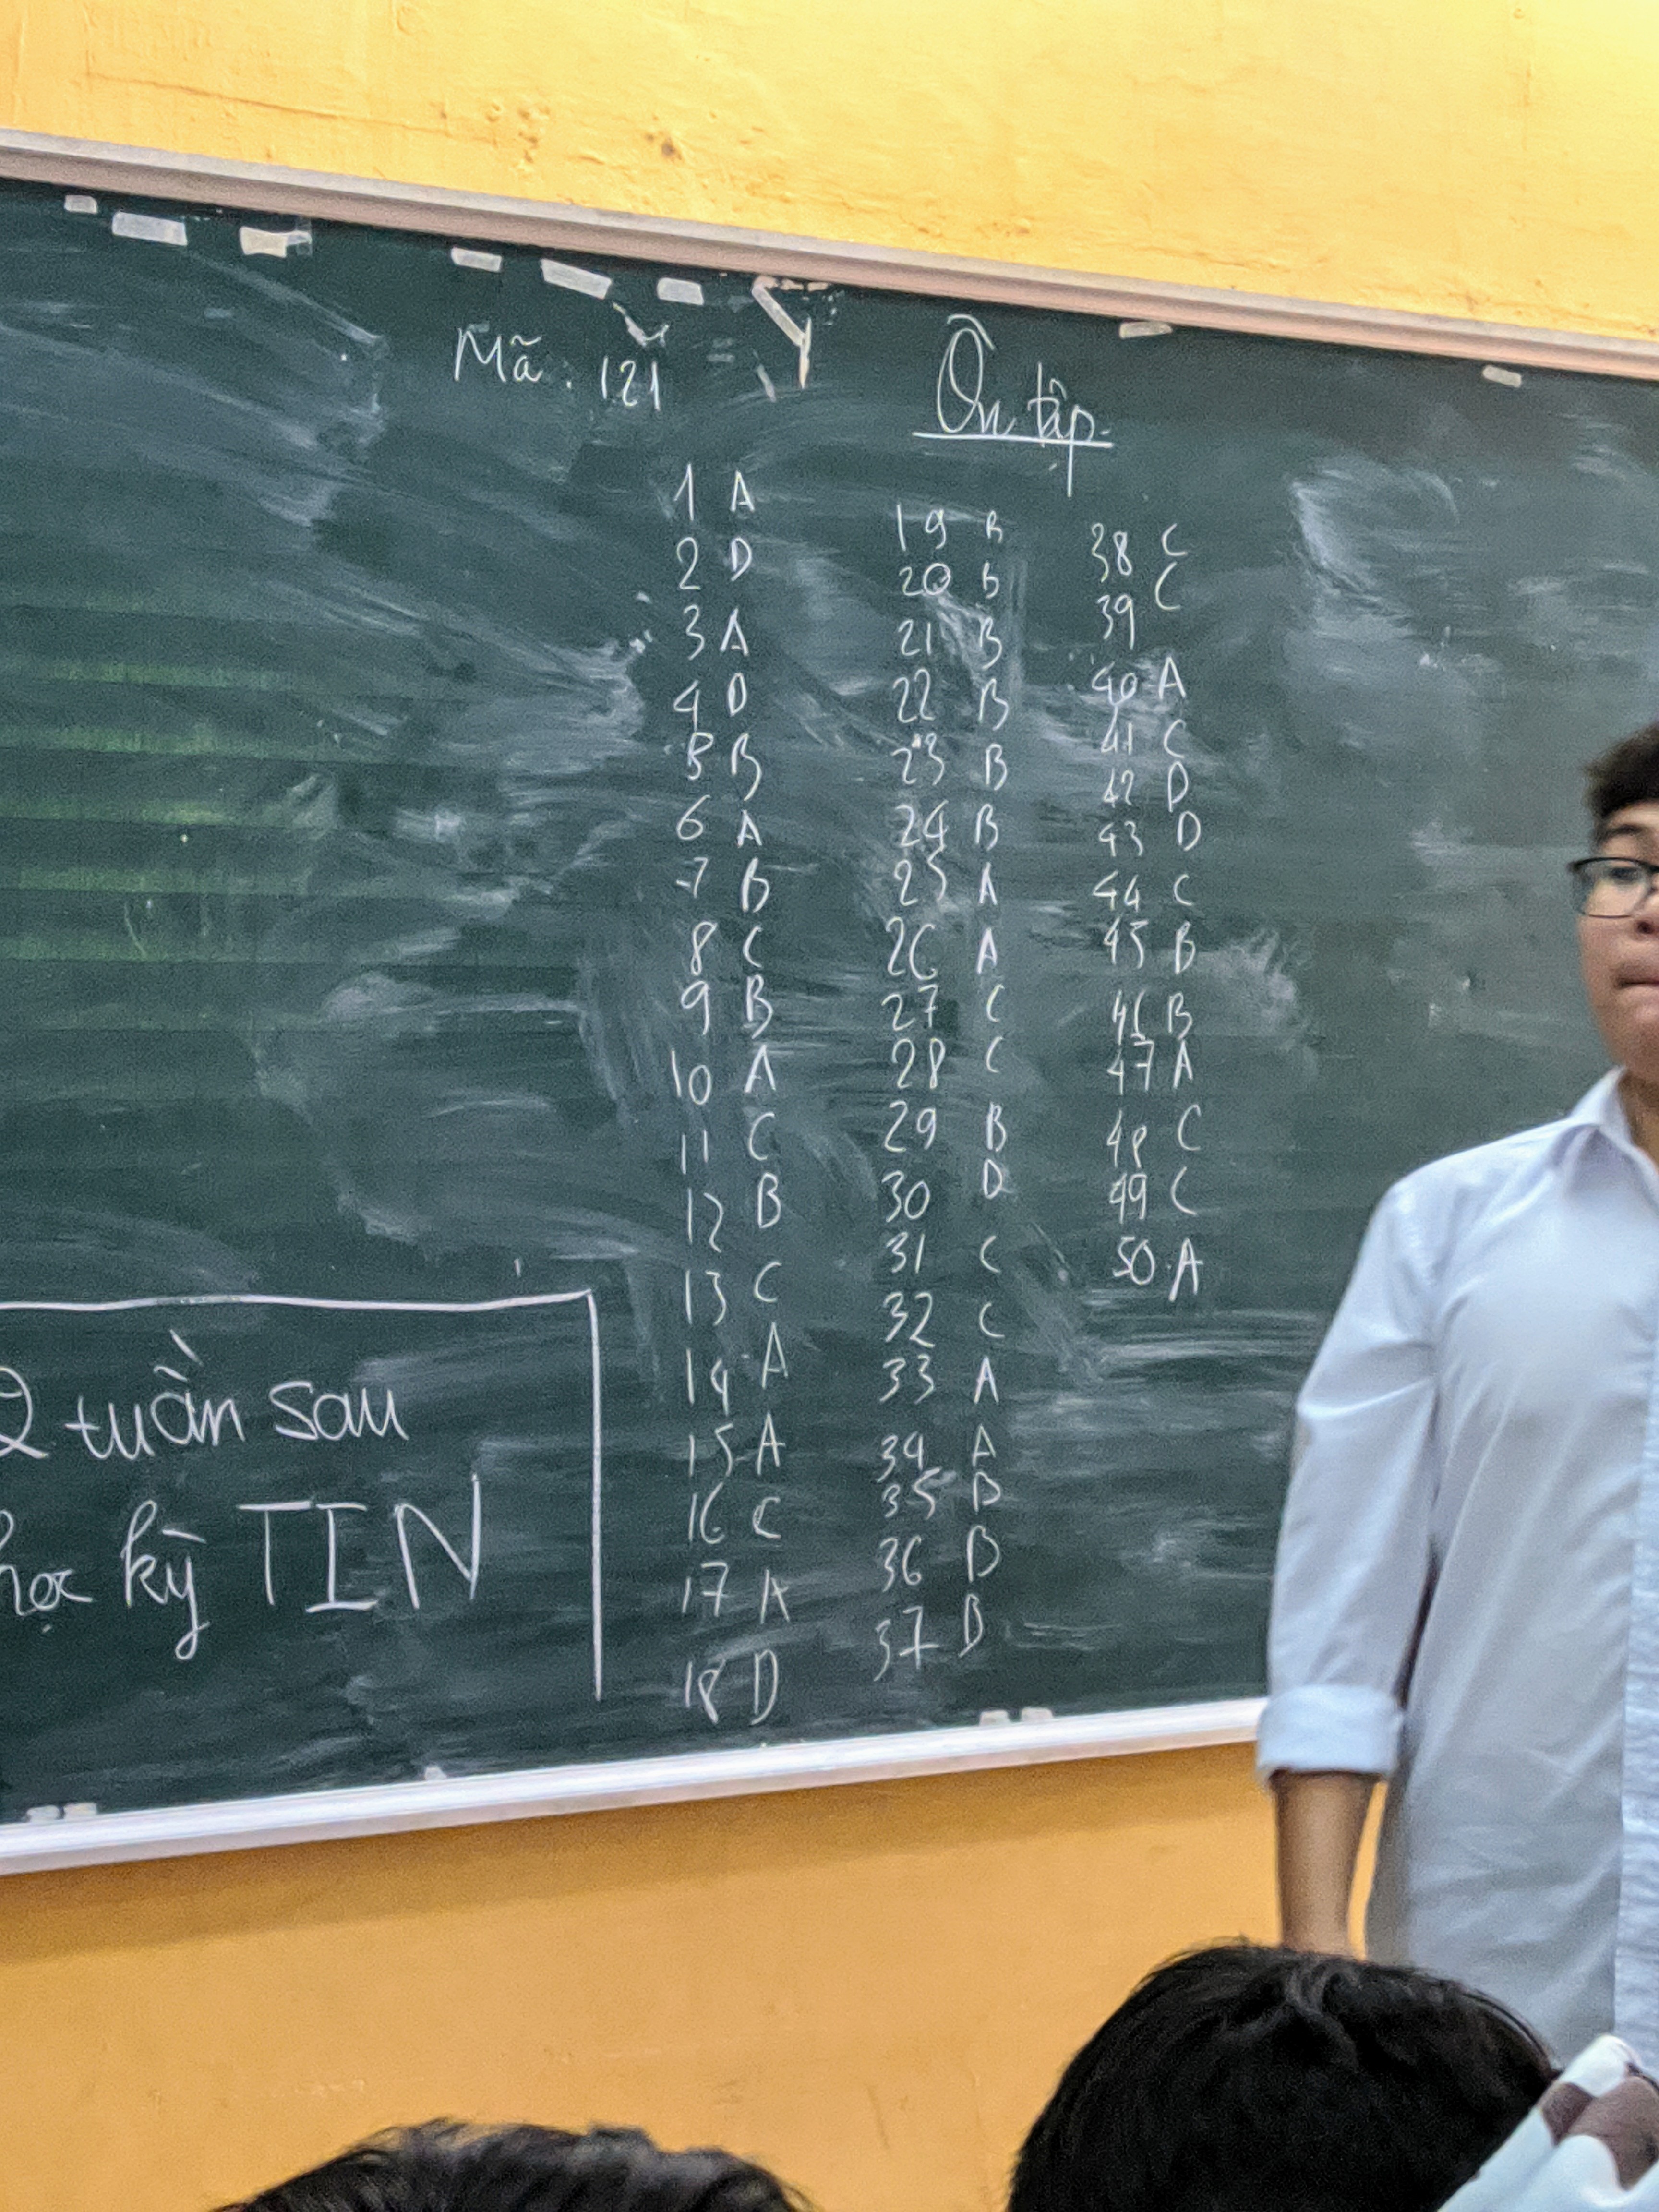 Mã: 121
Ôn tập
1 A
2 D
3 A
4 D
5 B
6 A
7 B
8 C
9 B
10 A
11 C
12 B
13 C
14 A
15 A
16 C
17 A
18 D
19 B
20 B
21 B
22 B
23 B
24 B
25 A
26 A
27 C
28 C
29 B
30 D
31 C
32 C
33 A
34 A
35 B
36 B
37 B
38 C
39 C
40 A
41 C
42 D
43 D
44 C
45 B
46 B
47 A
48 C
49 C
50 A
2 tuần sau
học kỳ TIN